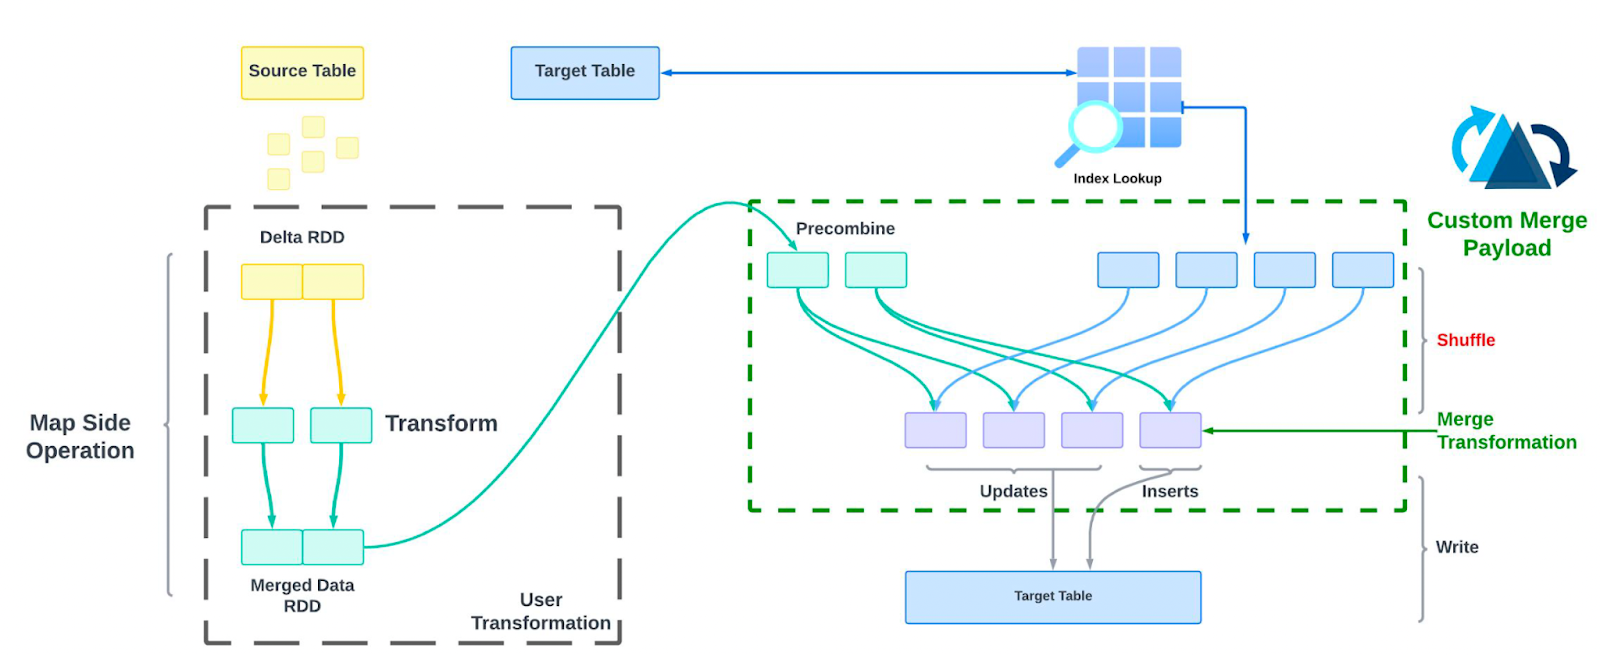 Source Table
Target Table
Index Lookup
Custom Merge
Payload
Delta RDD
Precombine
Shuffle
Map Side
Operation
Transform
Merge
Transformation
Updates
Inserts
Write
Merged Data
RDD
User
Transformation
Target Table